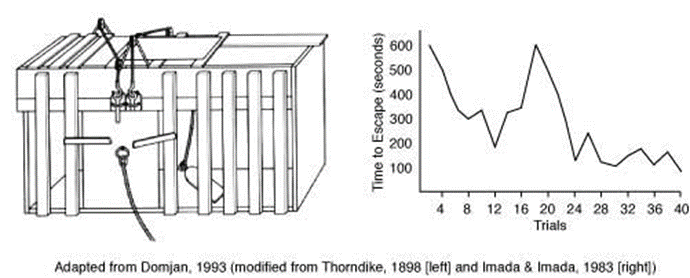 600
500
400
300
200
100
Time to Escape (seconds)
4 8 12 16 20 24 28 32 36 40
Trials
Adapted from Domjan, 1993 (modified from Thorndike, 1898 [left] and Imada & Imada, 1983 [right])